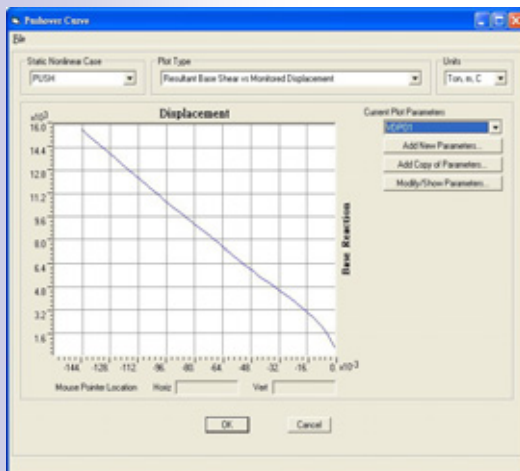 Pushover Curve
File
Static Nonlinear Case
PUSH
Plot Type
Resultant Base Shear vs Monitored Displacement
Units
Ton, m, C
Displacement
x10³
16.0
14.4
12.8
11.2
9.6
8.0
6.4
4.8
3.2
1.6
-144. -128. -112. -96. -80. -64. -48. -32. -16. 0. x10⁻³
Base Reaction
Current Plot Parameters
VDPO1
Add New Parameters...
Add Copy of Parameters...
Modify/Show Parameters...
Mouse Pointer Location Horiz Vert
OK Cancel